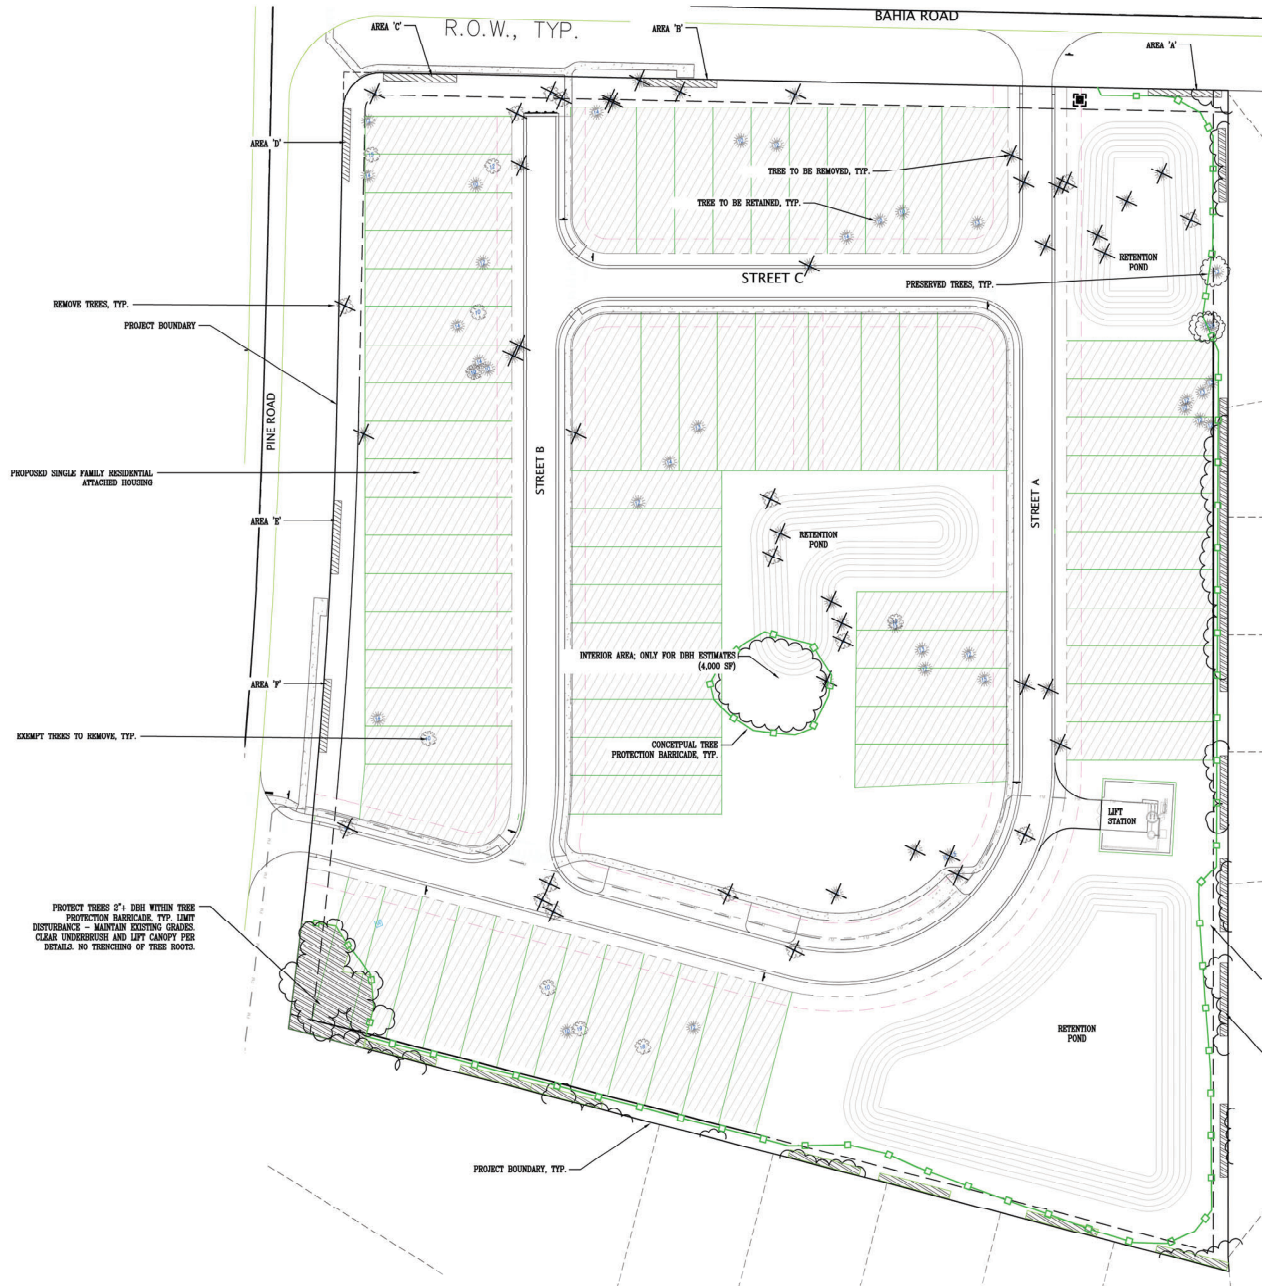 BAHIA ROAD
R.O.W., TYP.
AREA 'C'
AREA 'B'
AREA 'A'
AREA 'D'
TREE TO BE REMOVED, TYP.
TREE TO BE RETAINED, TYP.
STREET C
RETENTION
POND
PRESERVED TREES, TYP.
REMOVE TREES, TYP.
PROJECT BOUNDARY
PINE ROAD
STREET B
STREET A
PROPOSED SINGLE FAMILY RESIDENTIAL
ATTACHED HOUSING
AREA 'E'
RETENTION
POND
INTERIOR AREA; ONLY FOR DBH ESTIMATES
(4,000 SF)
AREA 'F'
EXEMPT TREES TO REMOVE, TYP.
CONCETPUAL TREE
PROTECTION BARRICADE, TYP.
LIFT
STATION
PROTECT TREES 2"+ DBH WITHIN TREE
PROTECTION BARRICADE, TYP. LIMIT
DISTURBANCE – MAINTAIN EXISTING GRADES.
CLEAR UNDERBRUSH AND LIFT CANOPY PER
DETAILS. NO TRENCHING OF TREE ROOTS.
RETENTION
POND
PROJECT BOUNDARY, TYP.